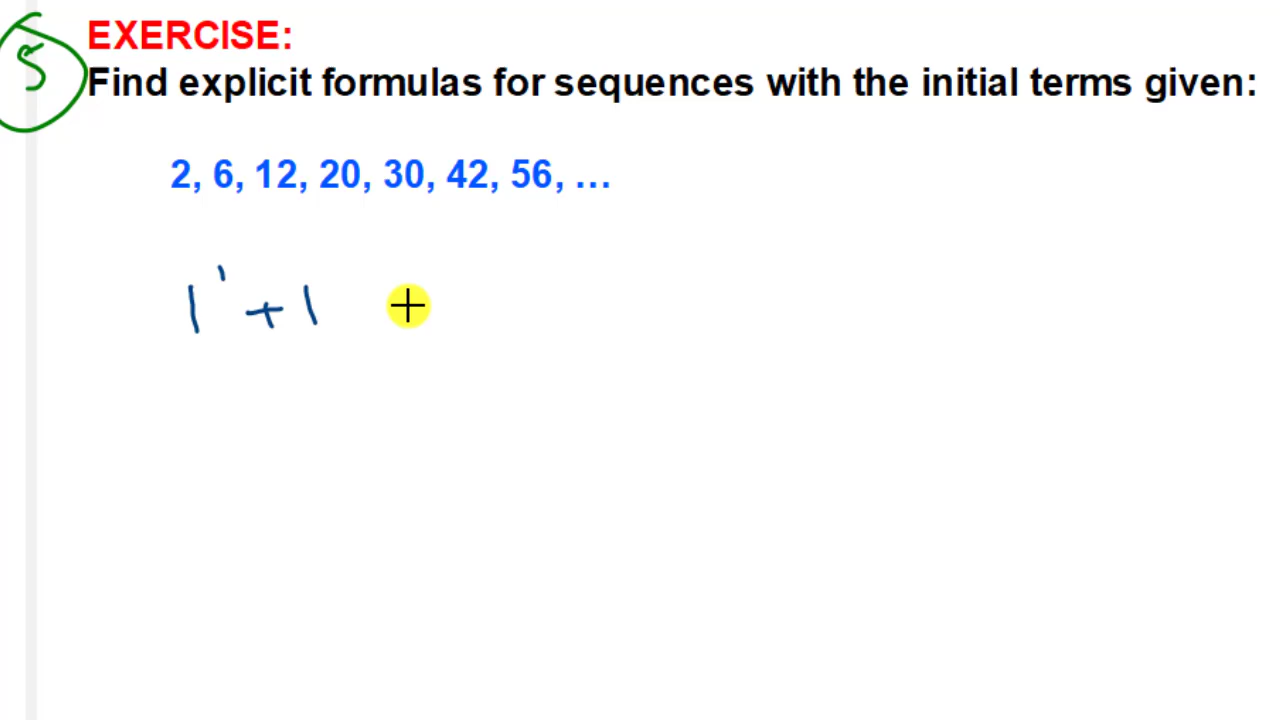 5
EXERCISE:
Find explicit formulas for sequences with the initial terms given:
2, 6, 12, 20, 30, 42, 56, …
1' + 1